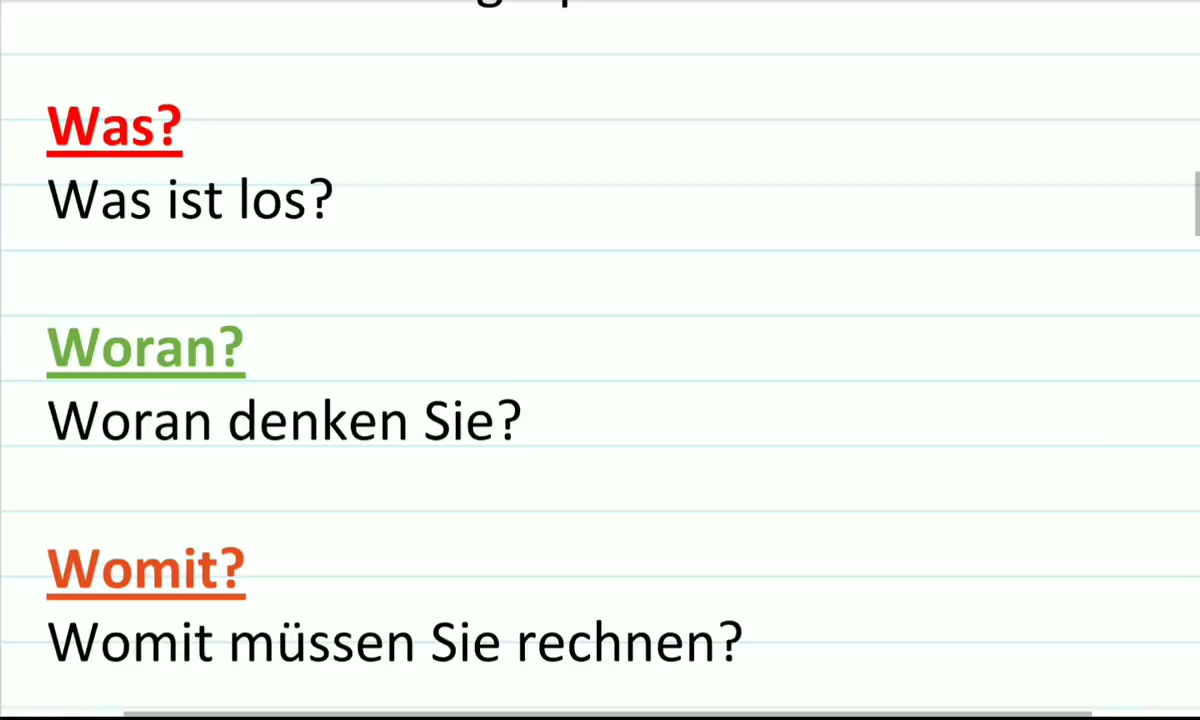 Was?
Was ist los?
Woran?
Woran denken Sie?
Womit?
Womit müssen Sie rechnen?